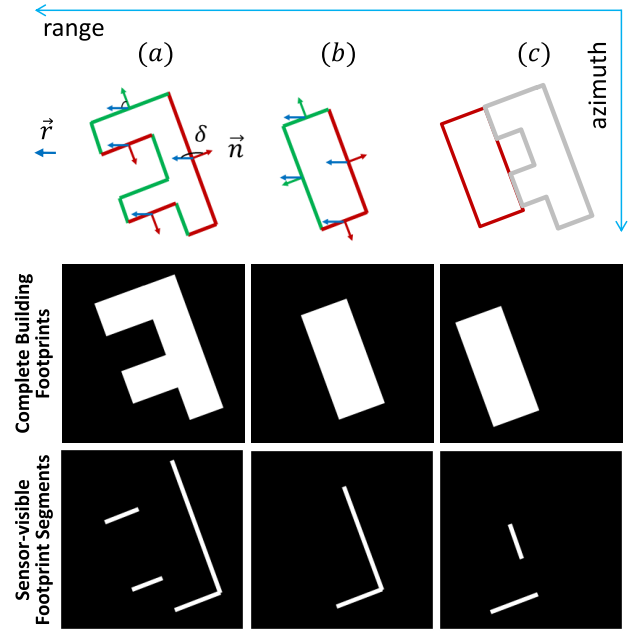 range
(a)
(b)
(c)
azimuth
r⃗
δ
n⃗
Complete Building
Footprints
Sensor-visible
Footprint Segments